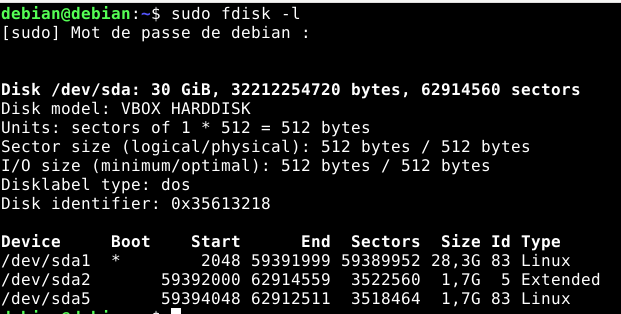 debian@debian:~$ sudo fdisk -l
[sudo] Mot de passe de debian :
Disk /dev/sda: 30 GiB, 32212254720 bytes, 62914560 sectors
Disk model: VBOX HARDDISK
Units: sectors of 1 * 512 = 512 bytes
Sector size (logical/physical): 512 bytes / 512 bytes
I/O size (minimum/optimal): 512 bytes / 512 bytes
Disklabel type: dos
Disk identifier: 0x35613218
Device Boot Start End Sectors Size Id Type
/dev/sda1 * 2048 59391999 59389952 28,3G 83 Linux
/dev/sda2 59392000 62914559 3522560 1,7G 5 Extended
/dev/sda5 59394048 62912511 3518464 1,7G 83 Linux
debian@debian:~$